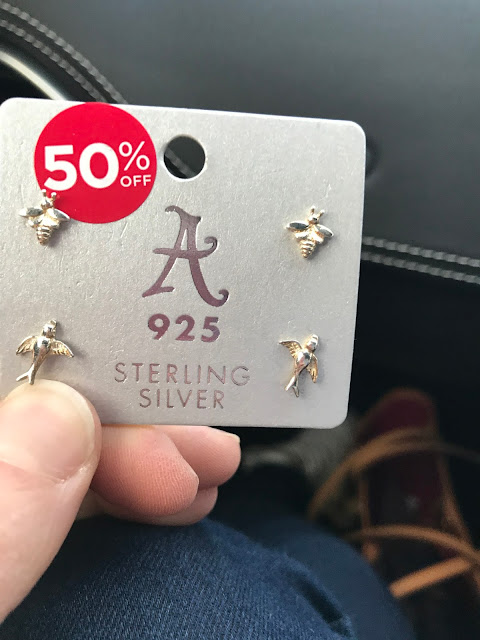 50% OFF
A
925
STERLING
SILVER